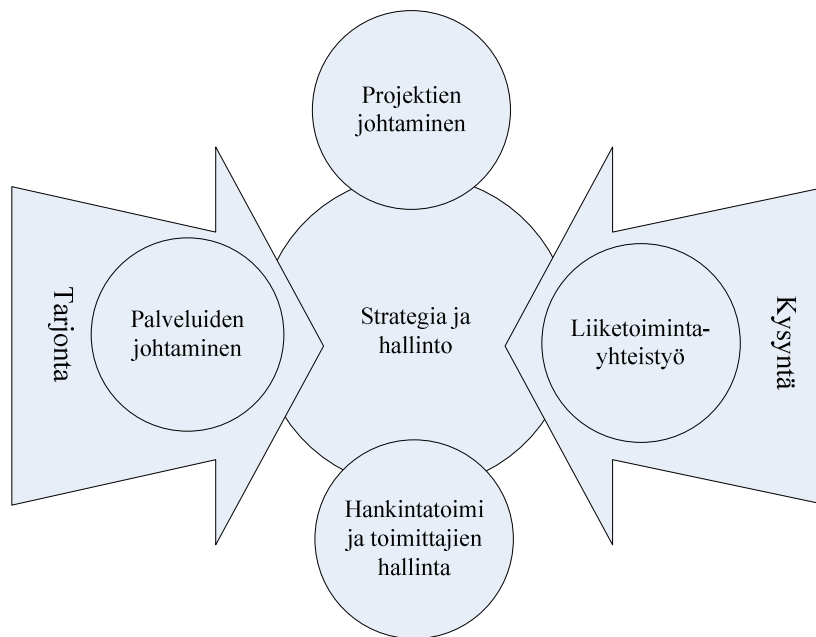 Projektien
johtaminen
Tarjonta
Palveluiden
johtaminen
Strategia ja
hallinto
Liiketoiminta-
yhteistyö
Kysyntä
Hankintatoimi
ja toimittajien
hallinta